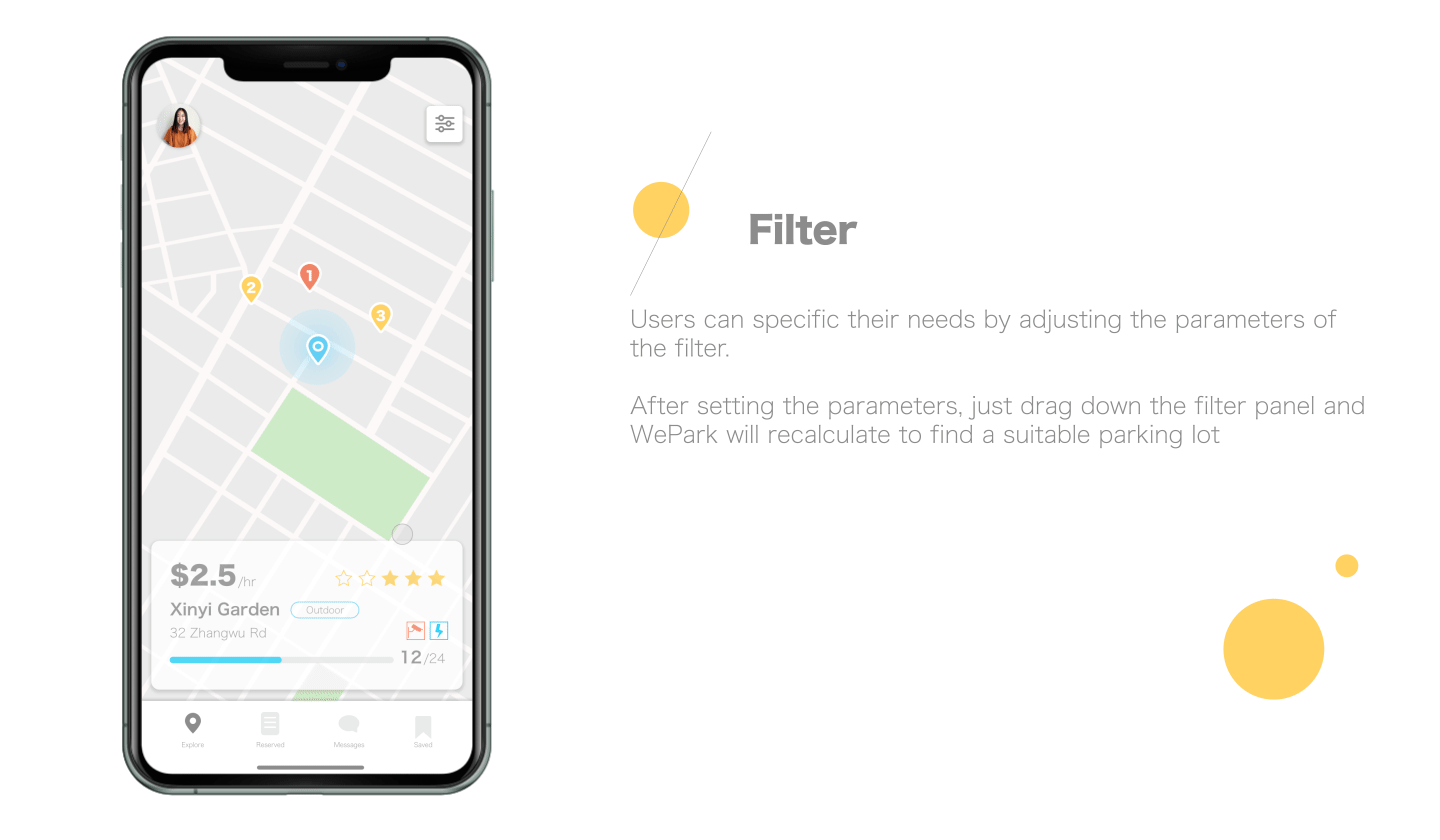 2
1
3
$2.5/hr
Xinyi Garden Outdoor
32 Zhangwu Rd
12/24
Explore Reserved Messages Saved
Filter
Users can specific their needs by adjusting the parameters of
the filter.
After setting the parameters, just drag down the filter panel and
WePark will recalculate to find a suitable parking lot